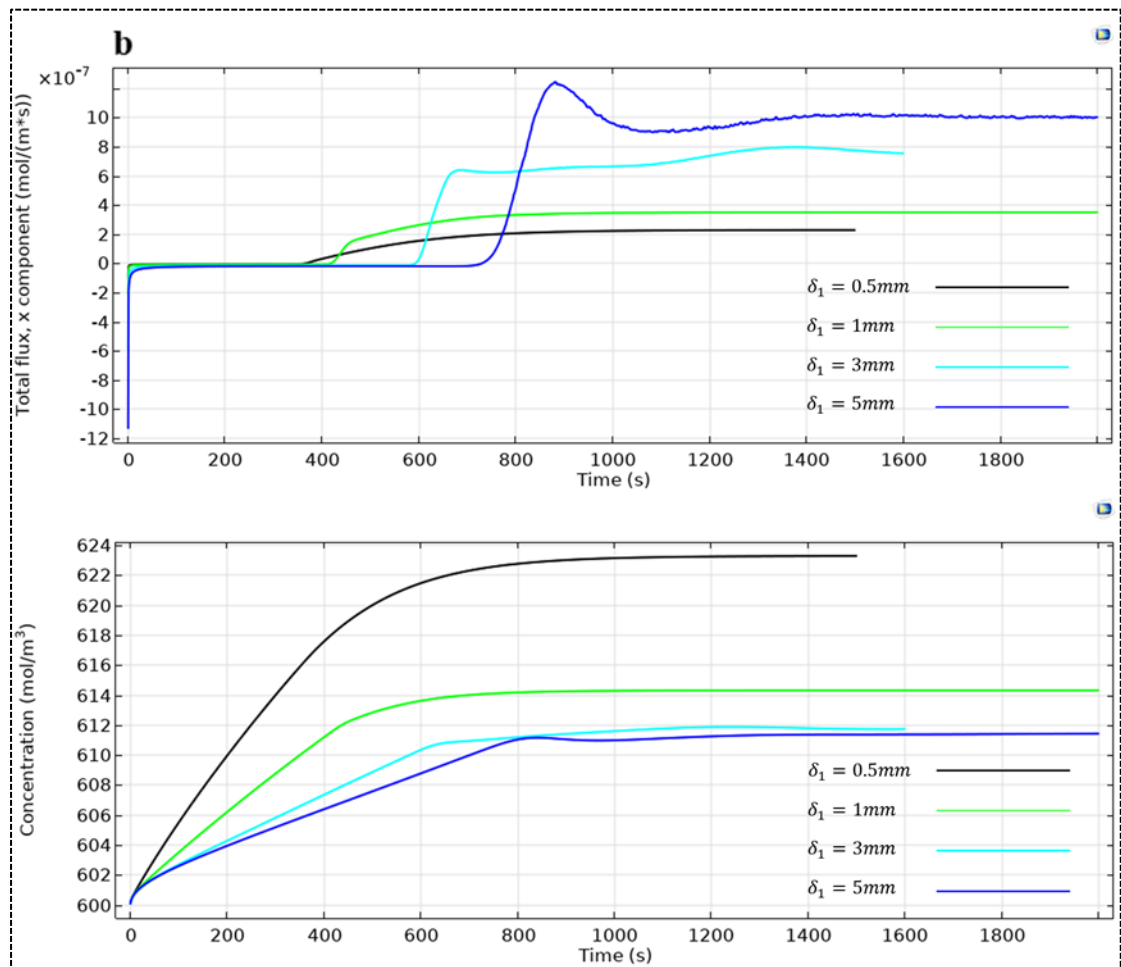 b
×10⁻⁷
Total flux, x component (mol/(m*s))
10
8
6
4
2
0
-2
-4
-6
-8
-10
-12
δ₁ = 0.5mm
δ₁ = 1mm
δ₁ = 3mm
δ₁ = 5mm
0 200 400 600 800 1000 1200 1400 1600 1800
Time (s)
Concentration (mol/m³)
624
622
620
618
616
614
612
610
608
606
604
602
600
δ₁ = 0.5mm
δ₁ = 1mm
δ₁ = 3mm
δ₁ = 5mm
0 200 400 600 800 1000 1200 1400 1600 1800
Time (s)